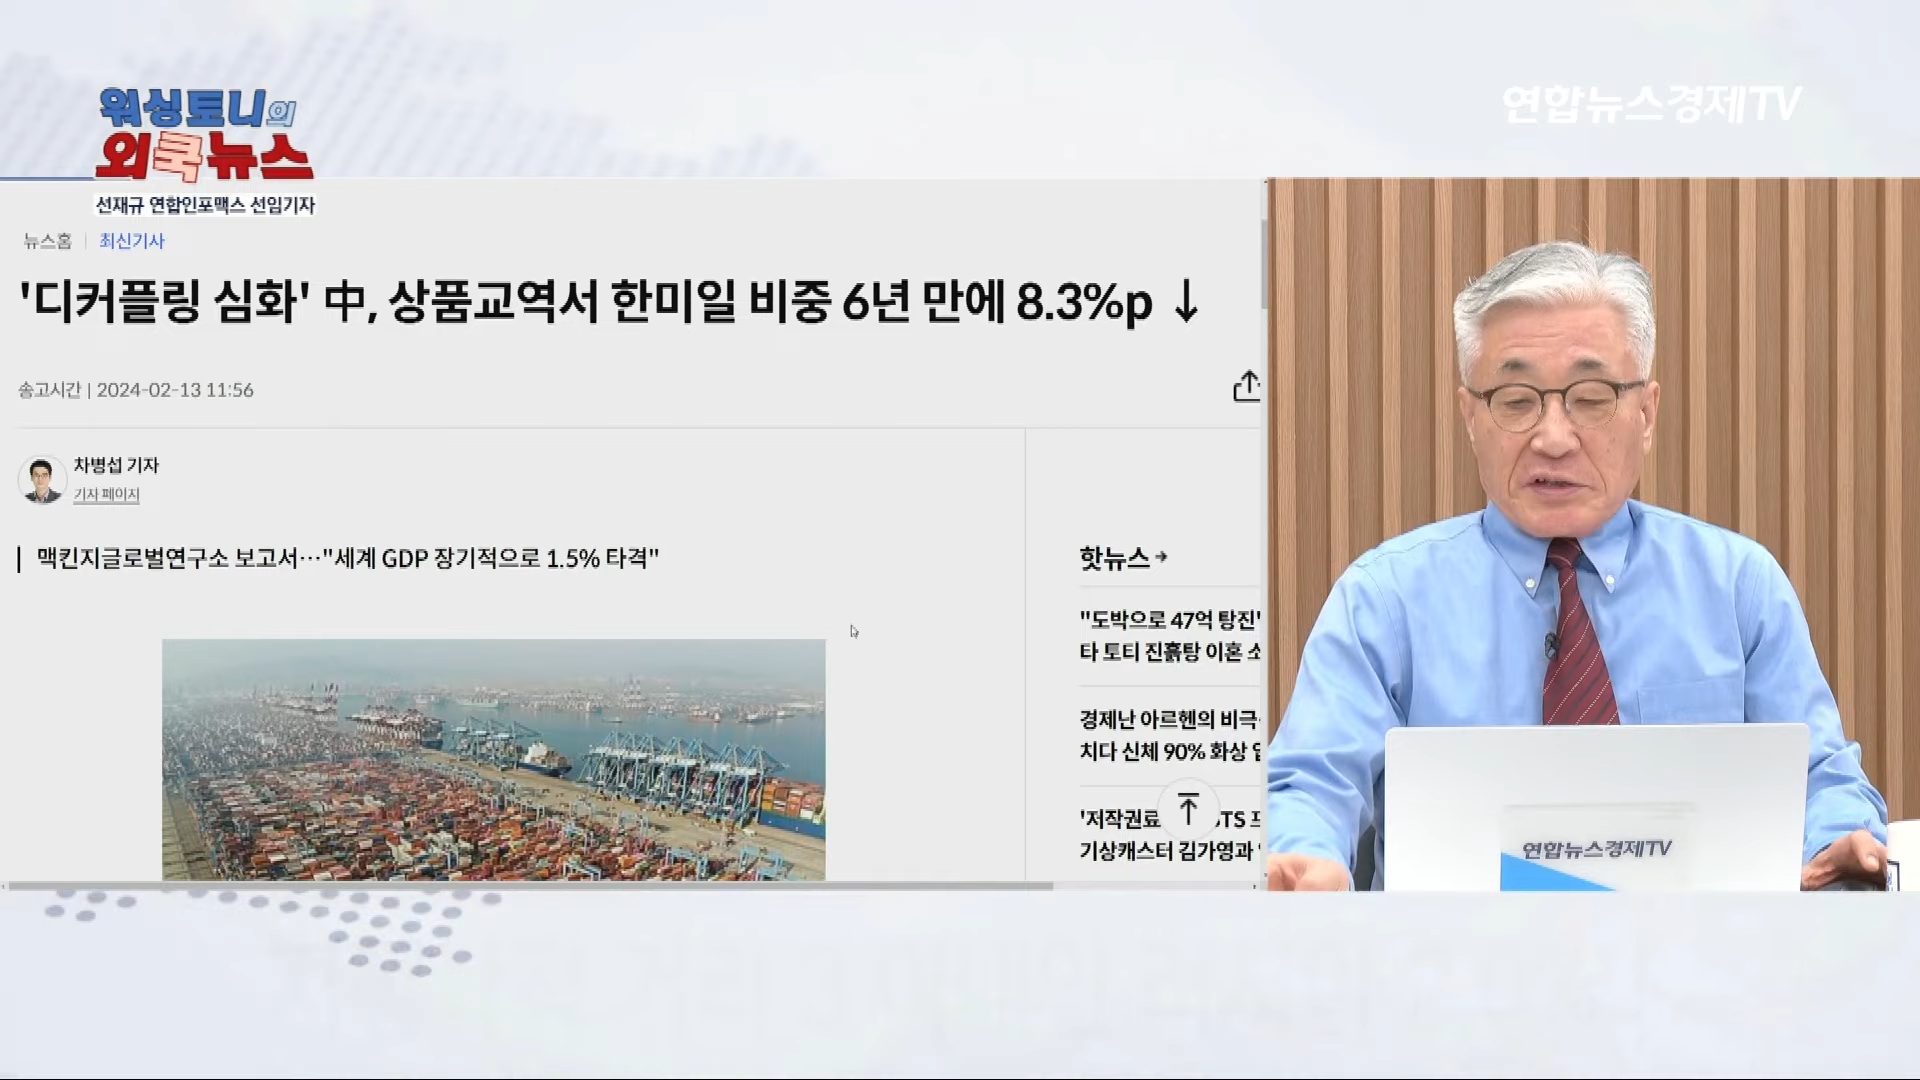 워싱토니의
외쿡뉴스
선재규 연합인포맥스 선임기자
연합뉴스경제TV
뉴스홈 | 최신기사
'디커플링 심화' 中, 상품교역서 한미일 비중 6년 만에 8.3%p ↓
송고시간 | 2024-02-13 11:56
차병섭 기자
기자 페이지
맥킨지글로벌연구소 보고서…"세계 GDP 장기적으로 1.5% 타격"
핫뉴스
"도박으로 47억 탕진"
타 토티 진흙탕 이혼
경제난 아르헨의 비극
치다 신체 90% 화상
'저작권료
기상캐스터 김가영과
연합뉴스경제TV